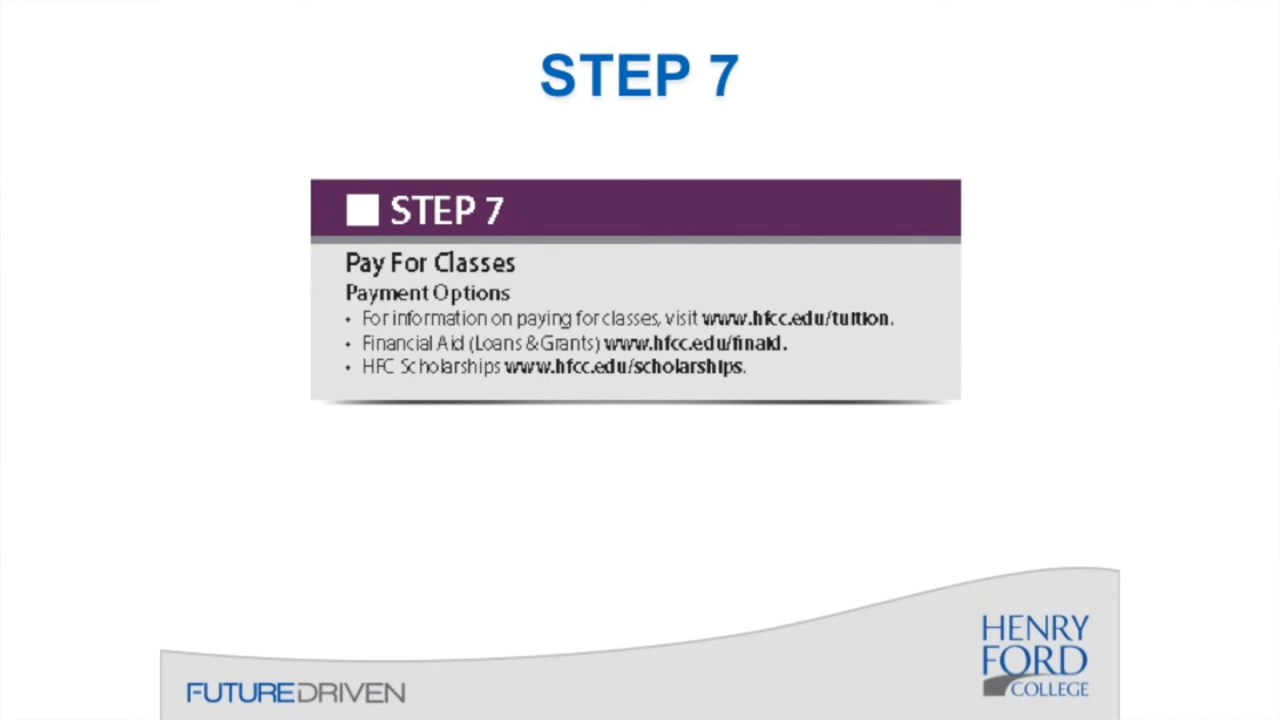 STEP 7
STEP 7
Pay For Classes
Payment Options
• For information on paying for classes, visit www.hfcc.edu/tuition.
• Financial Aid (Loans & Grants) www.hfcc.edu/finaid.
• HFC Scholarships www.hfcc.edu/scholarships.
HENRY
FORD
COLLEGE
FUTUREDRIVEN